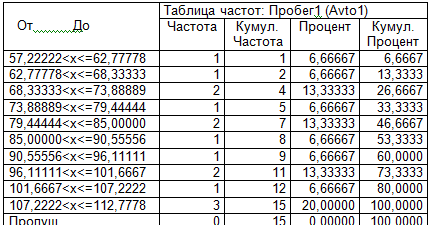 Таблица частот: Пробег1 (Avto1)
От До Частота Кумул. Частота Процент Кумул. Процент
57,22222<x<=62,77778 1 1 6,66667 6,6667
62,77778<x<=68,33333 1 2 6,66667 13,3333
68,33333<x<=73,88889 2 4 13,33333 26,6667
73,88889<x<=79,44444 1 5 6,66667 33,3333
79,44444<x<=85,00000 2 7 13,33333 46,6667
85,00000<x<=90,55556 1 8 6,66667 53,3333
90,55556<x<=96,11111 1 9 6,66667 60,0000
96,11111<x<=101,6667 2 11 13,33333 73,3333
101,6667<x<=107,2222 1 12 6,66667 80,0000
107,2222<x<=112,7778 3 15 20,00000 100,0000
Пропущ 0 15 0,00000 100,0000